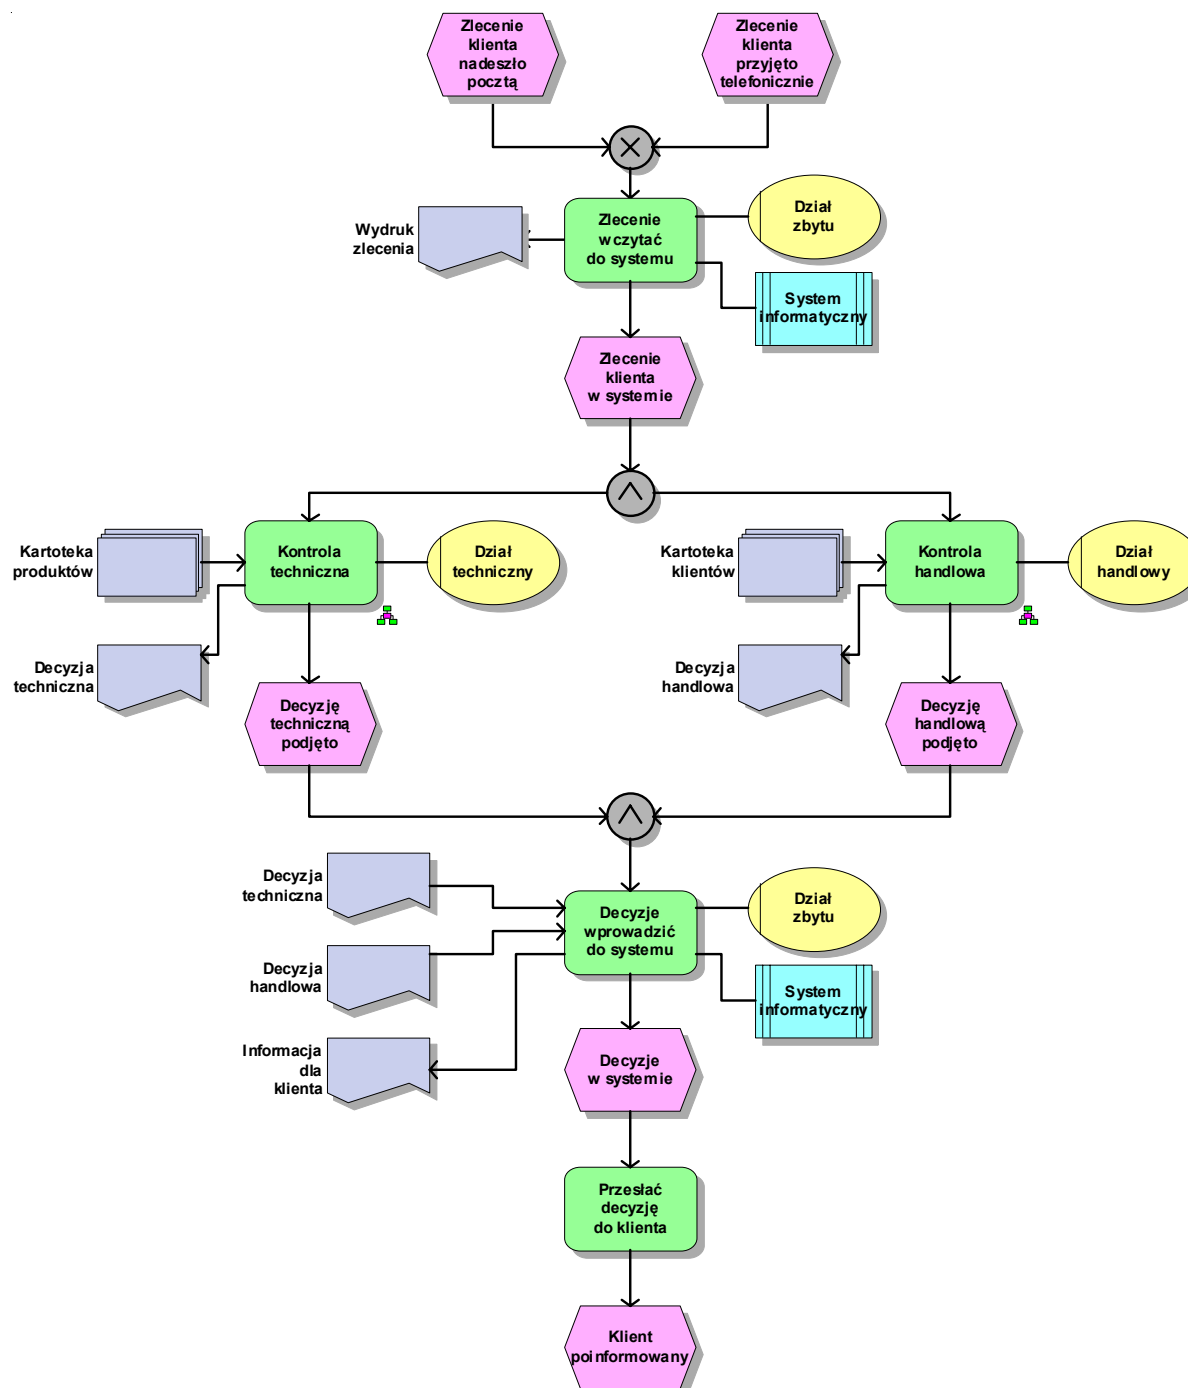 Zlecenie
klienta
nadeszło
pocztą
Zlecenie
klienta
przyjęto
telefonicznie
Wydruk
zlecenia
Zlecenie
wczytać
do systemu
Dział
zbytu
System
informatyczny
Zlecenie
klienta
w systemie
Kartoteka
produktów
Kontrola
techniczna
Dział
techniczny
Kartoteka
klientów
Kontrola
handlowa
Dział
handlowy
Decyzja
techniczna
Decyzja
handlowa
Decyzję
techniczną
podjęto
Decyzję
handlową
podjęto
Decyzja
techniczna
Decyzje
wprowadzić
do systemu
Dział
zbytu
Decyzja
handlowa
System
informatyczny
Informacja
dla
klienta
Decyzje
w systemie
Przesłać
decyzję
do klienta
Klient
poinformowany